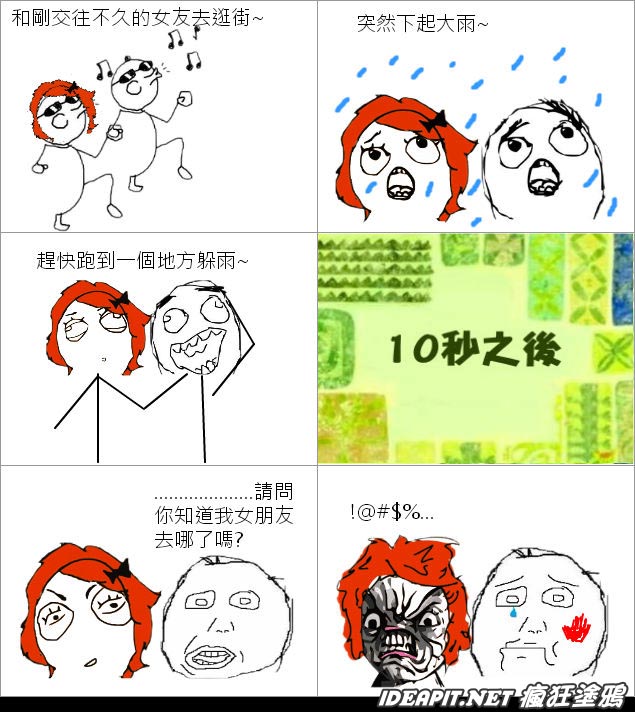 和剛交往不久的女友去逛街~
突然下起大雨~
趕快跑到一個地方躲雨~
10秒之後
...................請問
你知道我女朋友
去哪了嗎?
!@#$%...
IDEAPIT.NET 瘋狂塗鴉